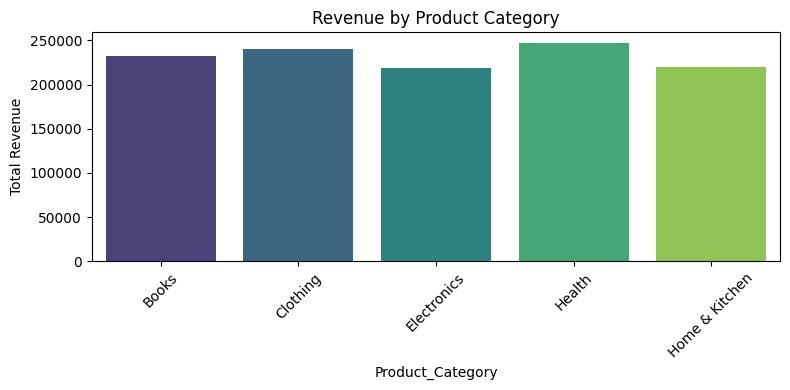 Revenue by Product Category
Total Revenue
250000
200000
150000
100000
50000
0
Books
Clothing
Electronics
Health
Home & Kitchen
Product_Category